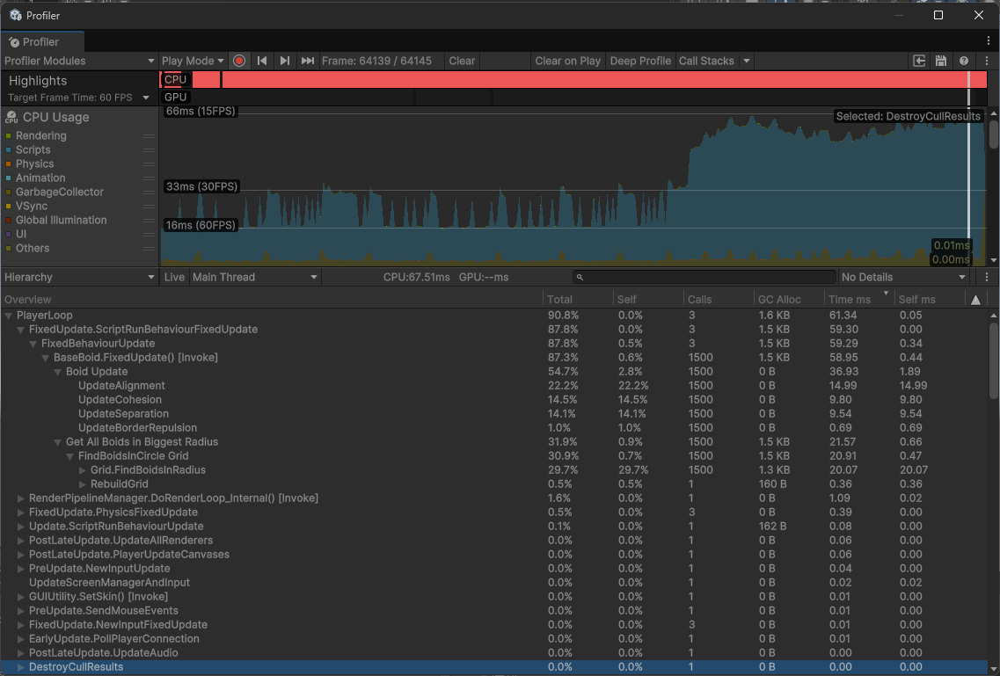 Profiler
Profiler
Profiler Modules Play Mode Frame: 64139 / 64145 Clear Clear on Play Deep Profile Call Stacks
Highlights CPU
Target Frame Time: 60 FPS GPU
CPU Usage 66ms (15FPS) Selected: DestroyCullResults
Rendering
Scripts
Physics
Animation
GarbageCollector 33ms (30FPS)
VSync
Global Illumination 16ms (60FPS)
UI
Others 0.01ms
0.00ms
Hierarchy Live Main Thread CPU:67.51ms GPU:--ms No Details
Overview Total Self Calls GC Alloc Time ms Self ms
PlayerLoop 90.8% 0.0% 3 1.6 KB 61.34 0.05
FixedUpdate.ScriptRunBehaviourFixedUpdate 87.8% 0.0% 3 1.5 KB 59.30 0.00
FixedBehaviourUpdate 87.8% 0.5% 3 1.5 KB 59.29 0.34
BaseBoid.FixedUpdate() [Invoke] 87.3% 0.6% 1500 1.5 KB 58.95 0.44
Boid Update 54.7% 2.8% 1500 0 B 36.93 1.89
UpdateAlignment 22.2% 22.2% 1500 0 B 14.99 14.99
UpdateCohesion 14.5% 14.5% 1500 0 B 9.80 9.80
UpdateSeparation 14.1% 14.1% 1500 0 B 9.54 9.54
UpdateBorderRepulsion 1.0% 1.0% 1500 0 B 0.69 0.69
Get All Boids in Biggest Radius 31.9% 0.9% 1500 1.5 KB 21.57 0.66
FindBoidsInCircle Grid 30.9% 0.7% 1500 1.5 KB 20.91 0.47
Grid.FindBoidsInRadius 29.7% 29.7% 1500 1.3 KB 20.07 20.07
RebuildGrid 0.5% 0.5% 1 160 B 0.36 0.36
RenderPipelineManager.DoRenderLoop_Internal() [Invoke] 1.6% 0.0% 1 0 B 1.09 0.02
FixedUpdate.PhysicsFixedUpdate 0.5% 0.0% 3 0 B 0.39 0.00
Update.ScriptRunBehaviourUpdate 0.1% 0.0% 1 162 B 0.08 0.00
PostLateUpdate.UpdateAllRenderers 0.0% 0.0% 1 0 B 0.06 0.00
PostLateUpdate.PlayerUpdateCanvases 0.0% 0.0% 1 0 B 0.06 0.00
PreUpdate.NewInputUpdate 0.0% 0.0% 1 0 B 0.04 0.00
UpdateScreenManagerAndInput 0.0% 0.0% 1 0 B 0.02 0.02
GUIUtility.SetSkin() [Invoke] 0.0% 0.0% 1 0 B 0.01 0.00
PreUpdate.SendMouseEvents 0.0% 0.0% 1 0 B 0.01 0.00
FixedUpdate.NewInputFixedUpdate 0.0% 0.0% 3 0 B 0.01 0.00
EarlyUpdate.PollPlayerConnection 0.0% 0.0% 1 0 B 0.01 0.00
PostLateUpdate.UpdateAudio 0.0% 0.0% 1 0 B 0.00 0.00
DestroyCullResults 0.0% 0.0% 1 0 B 0.00 0.00